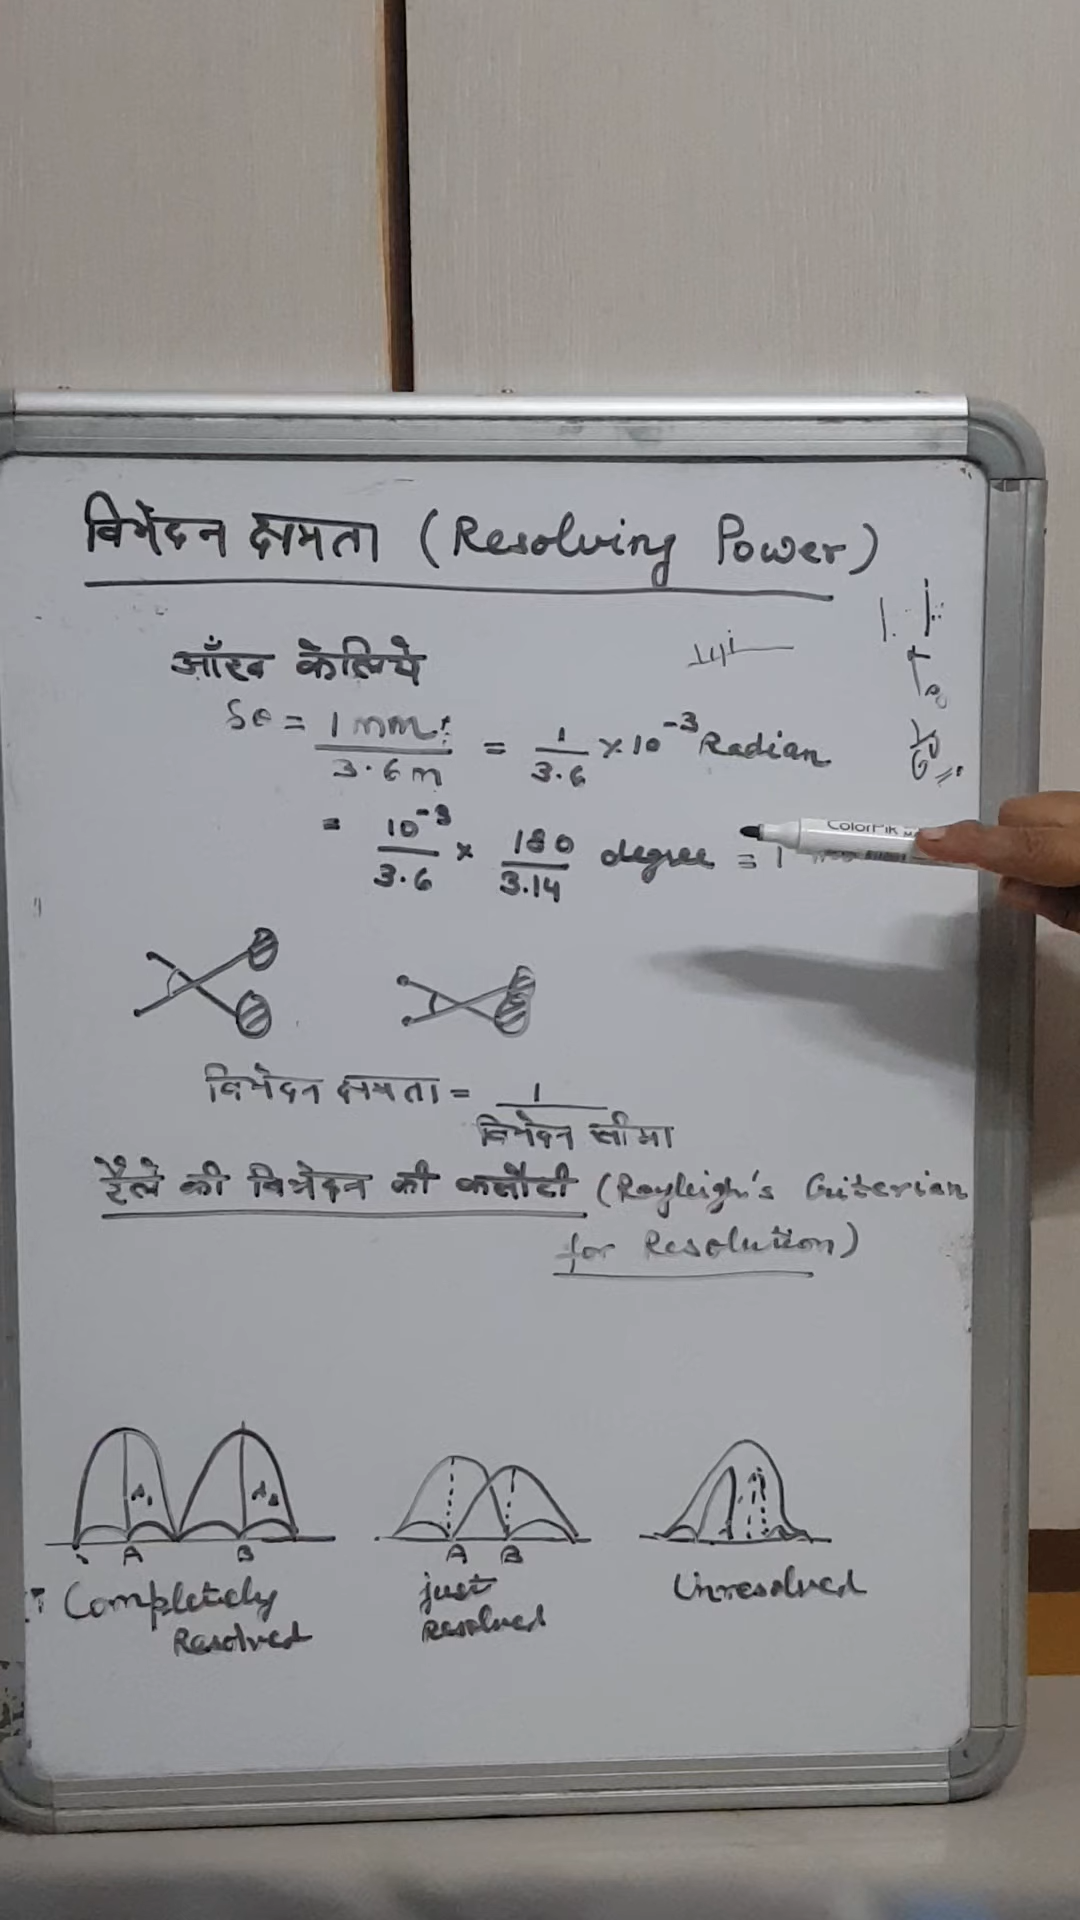 विभेदन क्षमता (Resolving Power)
आँख केलिये
δθ = 1 mm / 3.6 m = 1 / 3.6 × 10⁻³ Radian
= 10⁻³ / 3.6 × 180 / 3.14 degree = 1
ColorPik
विभेदन क्षमता = 1 / विभेदन सीमा
रैले की विभेदन की कसौटी (Rayleigh's Criterian
for Resolution)
A B
A B
Completely
Resolved
just
resolved
Unresolved